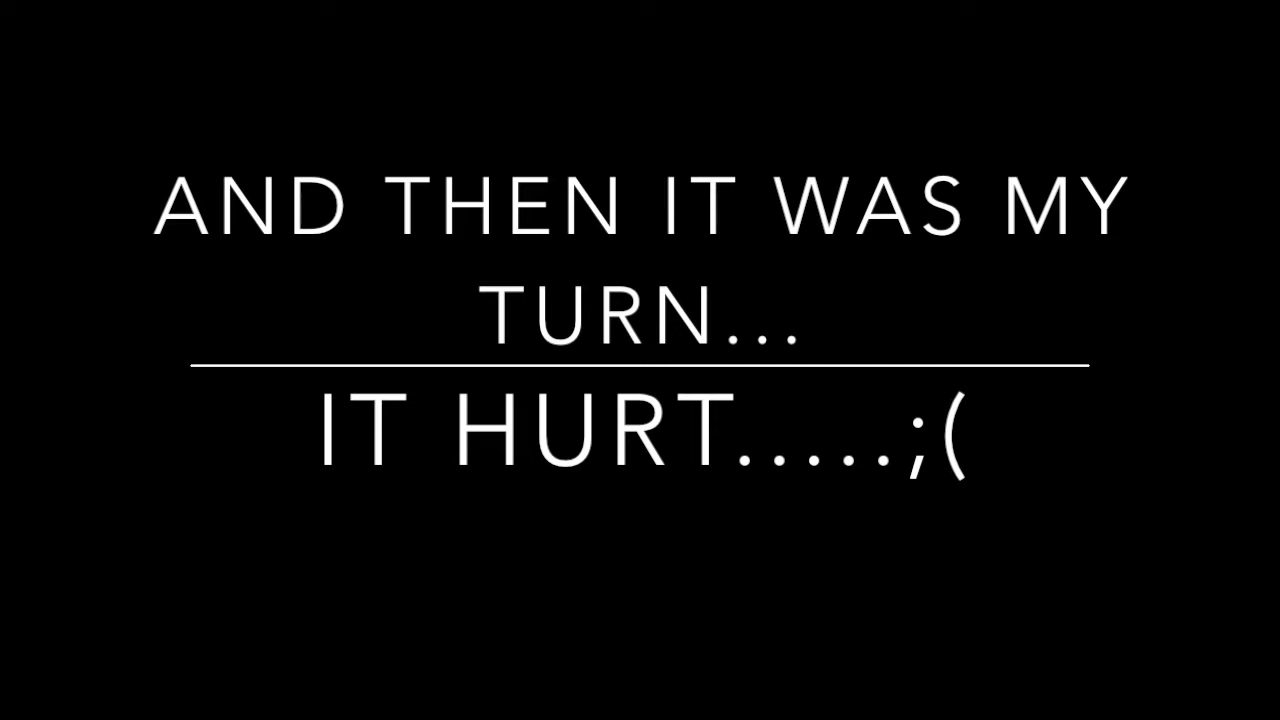 AND THEN IT WAS MY
TURN...
IT HURT.....;(